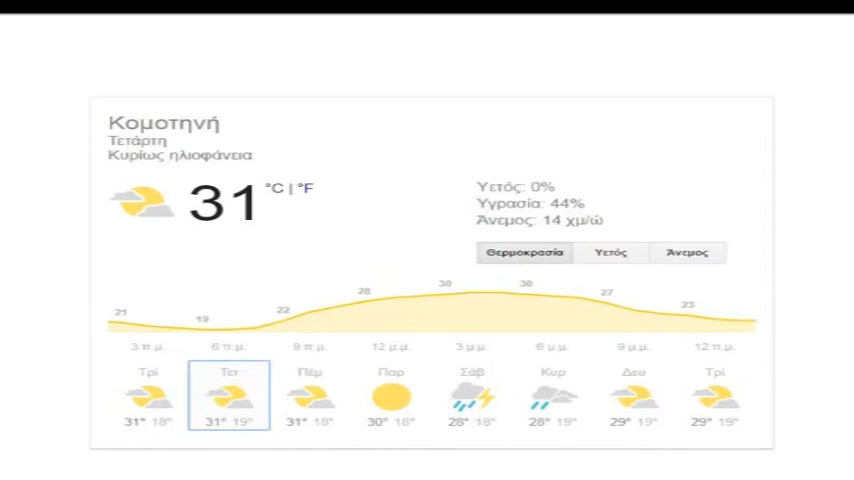 Κομοτηνή
Τετάρτη
Κυρίως ηλιοφάνεια
31 °C | °F
Υετός: 0%
Υγρασία: 44%
Άνεμος: 14 χμ/ώ
Θερμοκρασία Υετός Άνεμος
21 19 22 28 30 30 27 23
3 π.μ. 6 π.μ. 9 π.μ. 12 μ.μ. 3 μ.μ. 6 μ.μ. 9 μ.μ. 12 π.μ.
Τρί Τετ Πέμ Παρ Σάβ Κυρ Δευ Τρί
31° 18° 31° 19° 31° 18° 30° 18° 28° 18° 28° 19° 29° 19° 29° 19°